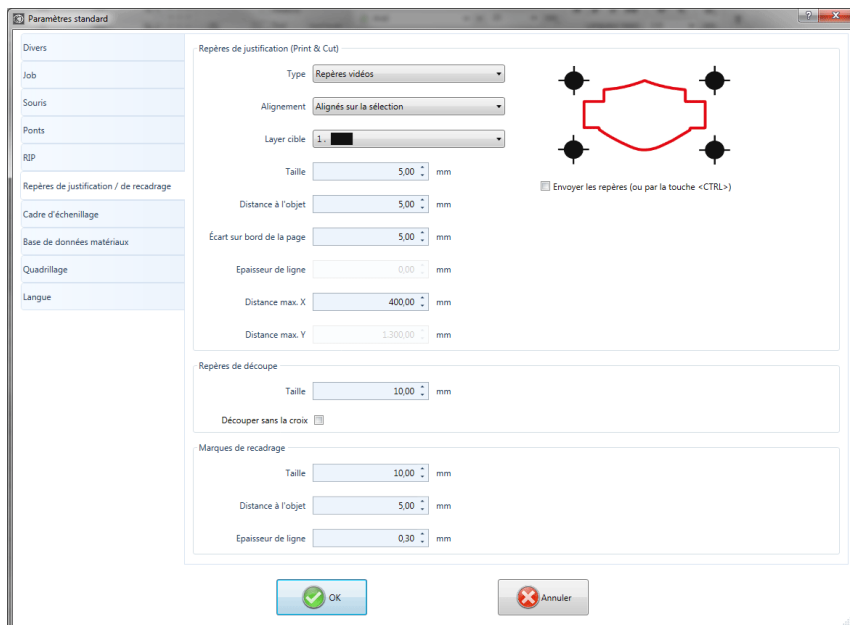 Paramètres standard
Divers
Job
Souris
Ponts
RIP
Repères de justification / de recadrage
Cadre d'échenillage
Base de données matériaux
Quadrillage
Langue
Repères de justification (Print & Cut)
Type Repères vidéos
Alignement Alignés sur la sélection
Layer cible 1.
Taille 5,00 mm
Distance à l'objet 5,00 mm
Écart sur bord de la page 5,00 mm
Epaisseur de ligne 0,00 mm
Distance max. X 400,00 mm
Distance max. Y 1.300,00 mm
Envoyer les repères (ou par la touche <CTRL>)
Repères de découpe
Taille 10,00 mm
Découper sans la croix
Marques de recadrage
Taille 10,00 mm
Distance à l'objet 5,00 mm
Epaisseur de ligne 0,30 mm
OK
Annuler